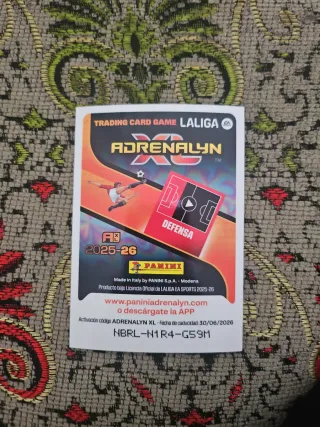 TRADING CARD GAME LALIGA
ADRENALYN
XL
DEFENSA
2025-26
PANINI
Made in Italy by PANINI S.p.A. - Modena
Producto bajo Licencia Oficial de LALIGA EA SPORTS 2025-26
www.paniniadrenalyn.com
o descárgate la APP
Activación código ADRENALYN XL - Fecha de caducidad: 30/06/2026
NBRL-N1R4-G59M